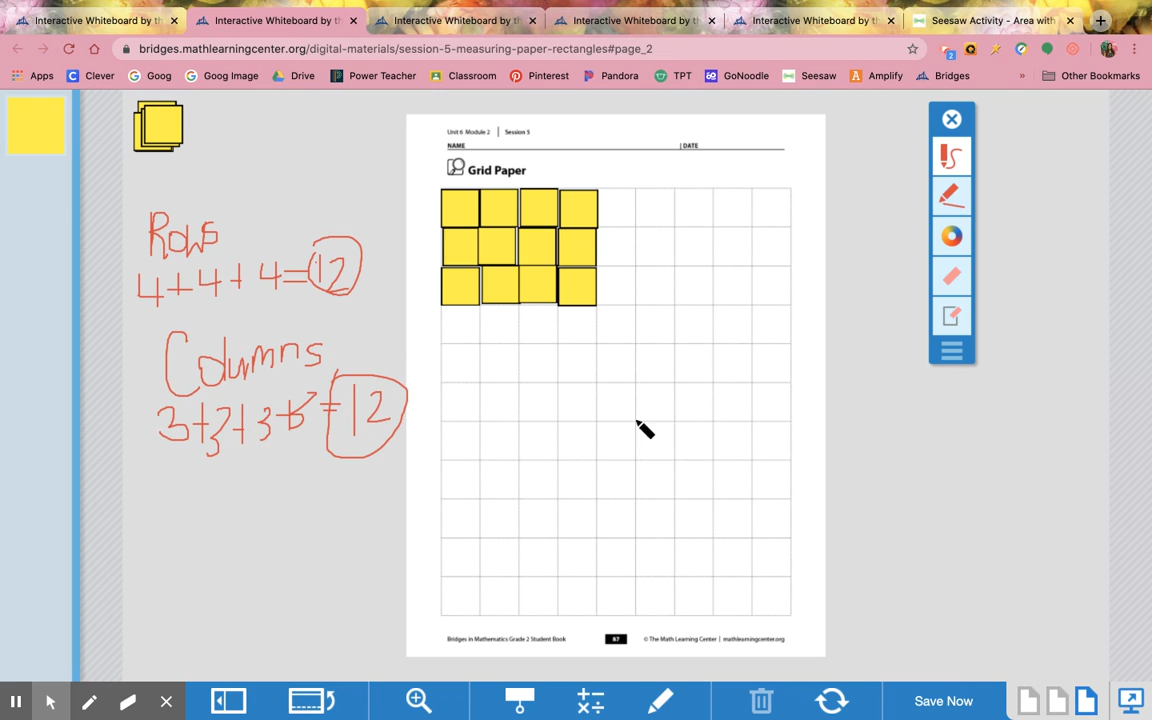 Interactive Whiteboard by th
Interactive Whiteboard by th
Interactive Whiteboard by th
Interactive Whiteboard by th
Interactive Whiteboard by th
Seesaw Activity - Area with
bridges.mathlearningcenter.org/digital-materials/session-5-measuring-paper-rectangles#page_2
2
Apps Clever Goog Goog Image Drive Power Teacher Classroom Pinterest Pandora TPT GoNoodle Seesaw Amplify Bridges » Other Bookmarks
Unit 6 Module 2 | Session 5
NAME | DATE
Grid Paper
Rows
4+4+4=12
Columns
3+3+3+3=12
Bridges in Mathematics Grade 2 Student Book 87 © The Math Learning Center | mathlearningcenter.org
Save Now